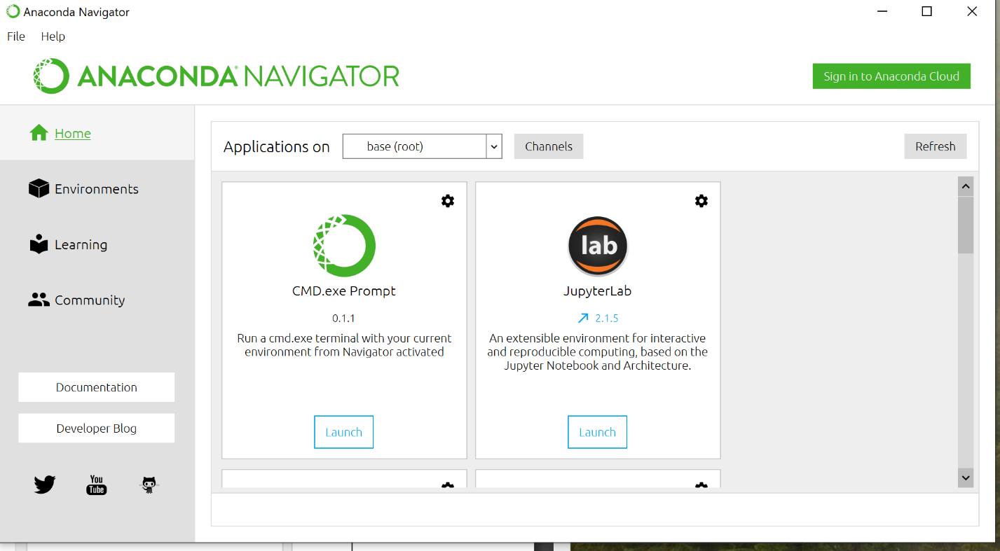 Anaconda Navigator
File Help
ANACONDA® NAVIGATOR
Sign in to Anaconda Cloud
Home
Environments
Learning
Community
Documentation
Developer Blog
You
Tube
Applications on base (root) Channels Refresh
CMD.exe Prompt
0.1.1
Run a cmd.exe terminal with your current
environment from Navigator activated
Launch
lab
JupyterLab
2.1.5
An extensible environment for interactive
and reproducible computing, based on the
Jupyter Notebook and Architecture.
Launch